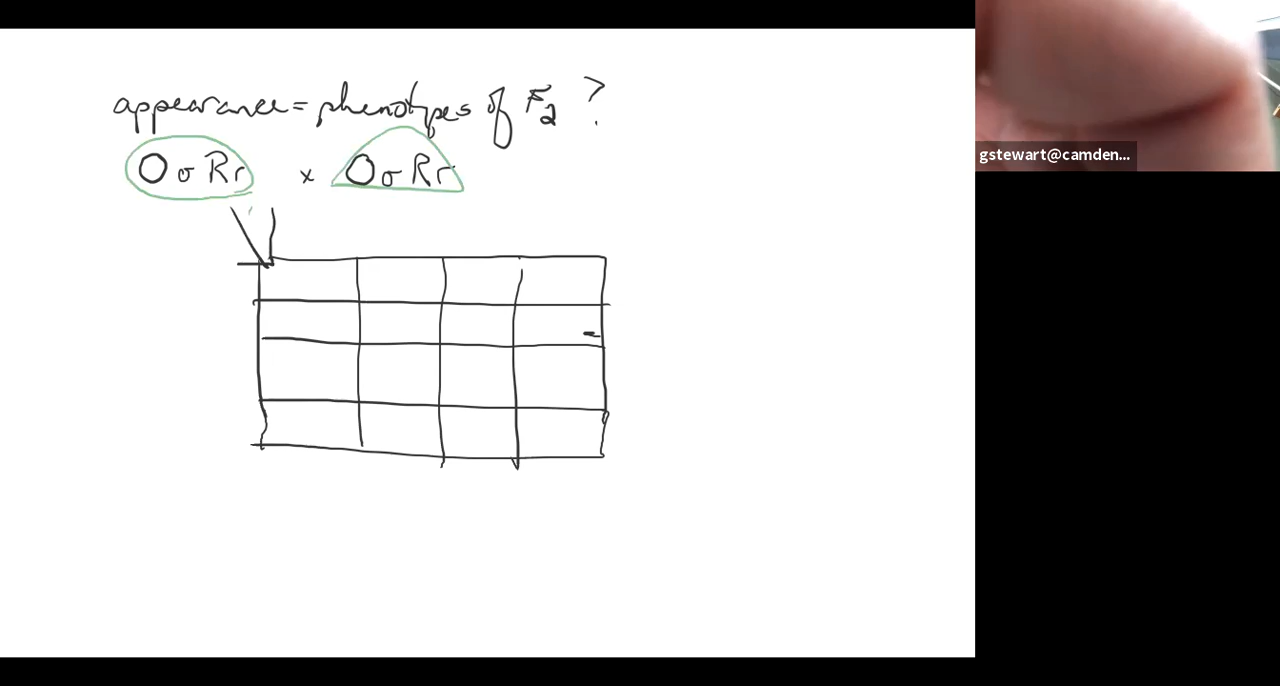 appearance = phenotypes of F2 ?
OoRr x OoRr
gstewart@camden...